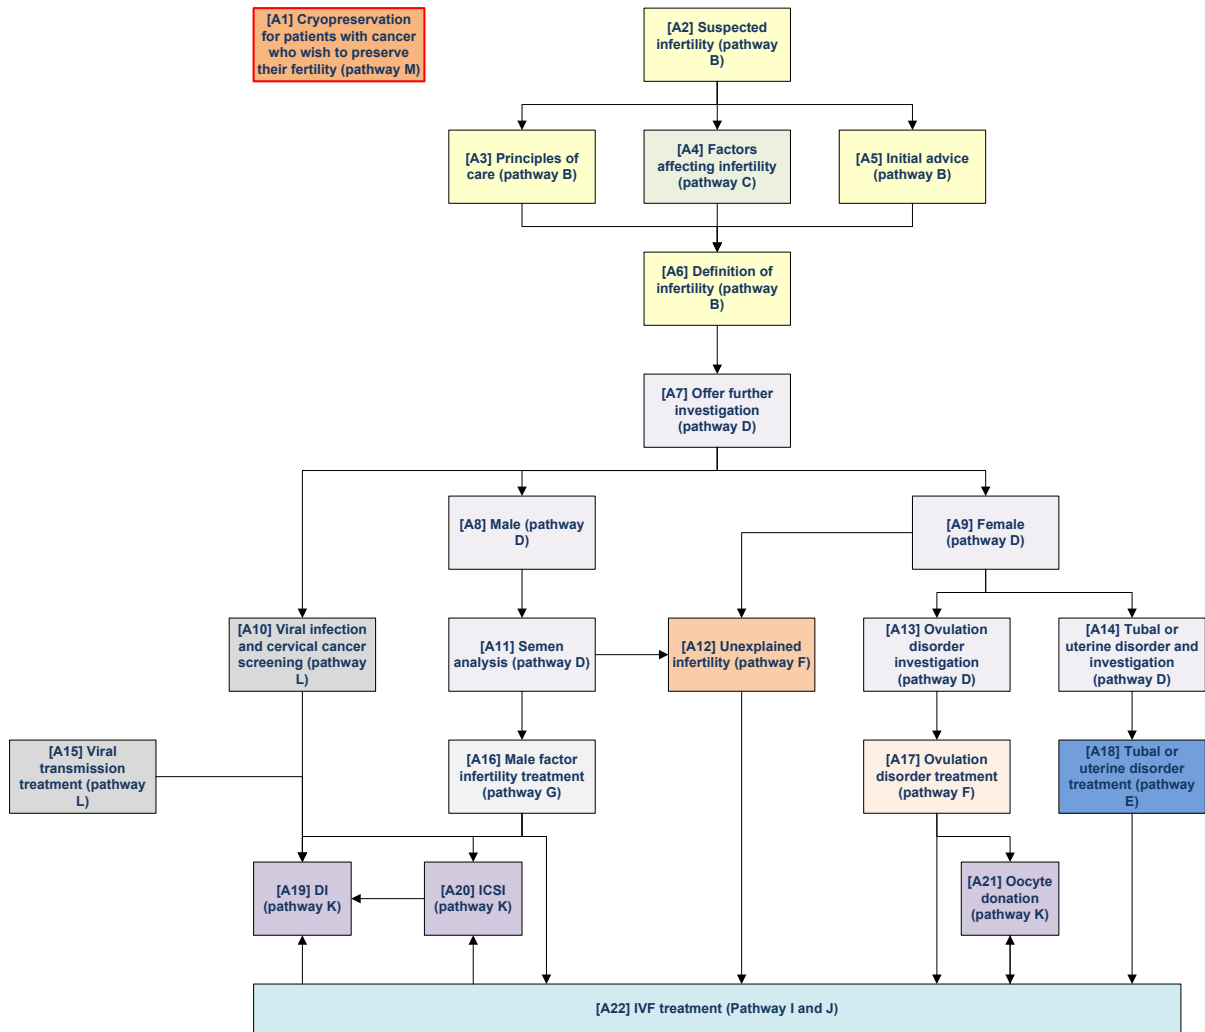 [A1] Cryopreservation
for patients with cancer
who wish to preserve
their fertility (pathway M)
[A2] Suspected
infertility (pathway
B)
[A3] Principles of
care (pathway B)
[A4] Factors
affecting infertility
(pathway C)
[A5] Initial advice
(pathway B)
[A6] Definition of
infertility (pathway
B)
[A7] Offer further
investigation
(pathway D)
[A8] Male (pathway
D)
[A9] Female
(pathway D)
[A10] Viral infection
and cervical cancer
screening (pathway
L)
[A11] Semen
analysis (pathway D)
[A12] Unexplained
infertility (pathway F)
[A13] Ovulation
disorder
investigation
(pathway D)
[A14] Tubal or
uterine disorder and
investigation
(pathway D)
[A15] Viral
transmission
treatment (pathway
L)
[A16] Male factor
infertility treatment
(pathway G)
[A17] Ovulation
disorder treatment
(pathway F)
[A18] Tubal or
uterine disorder
treatment (pathway
E)
[A19] DI
(pathway K)
[A20] ICSI
(pathway K)
[A21] Oocyte
donation
(pathway K)
[A22] IVF treatment (Pathway I and J)